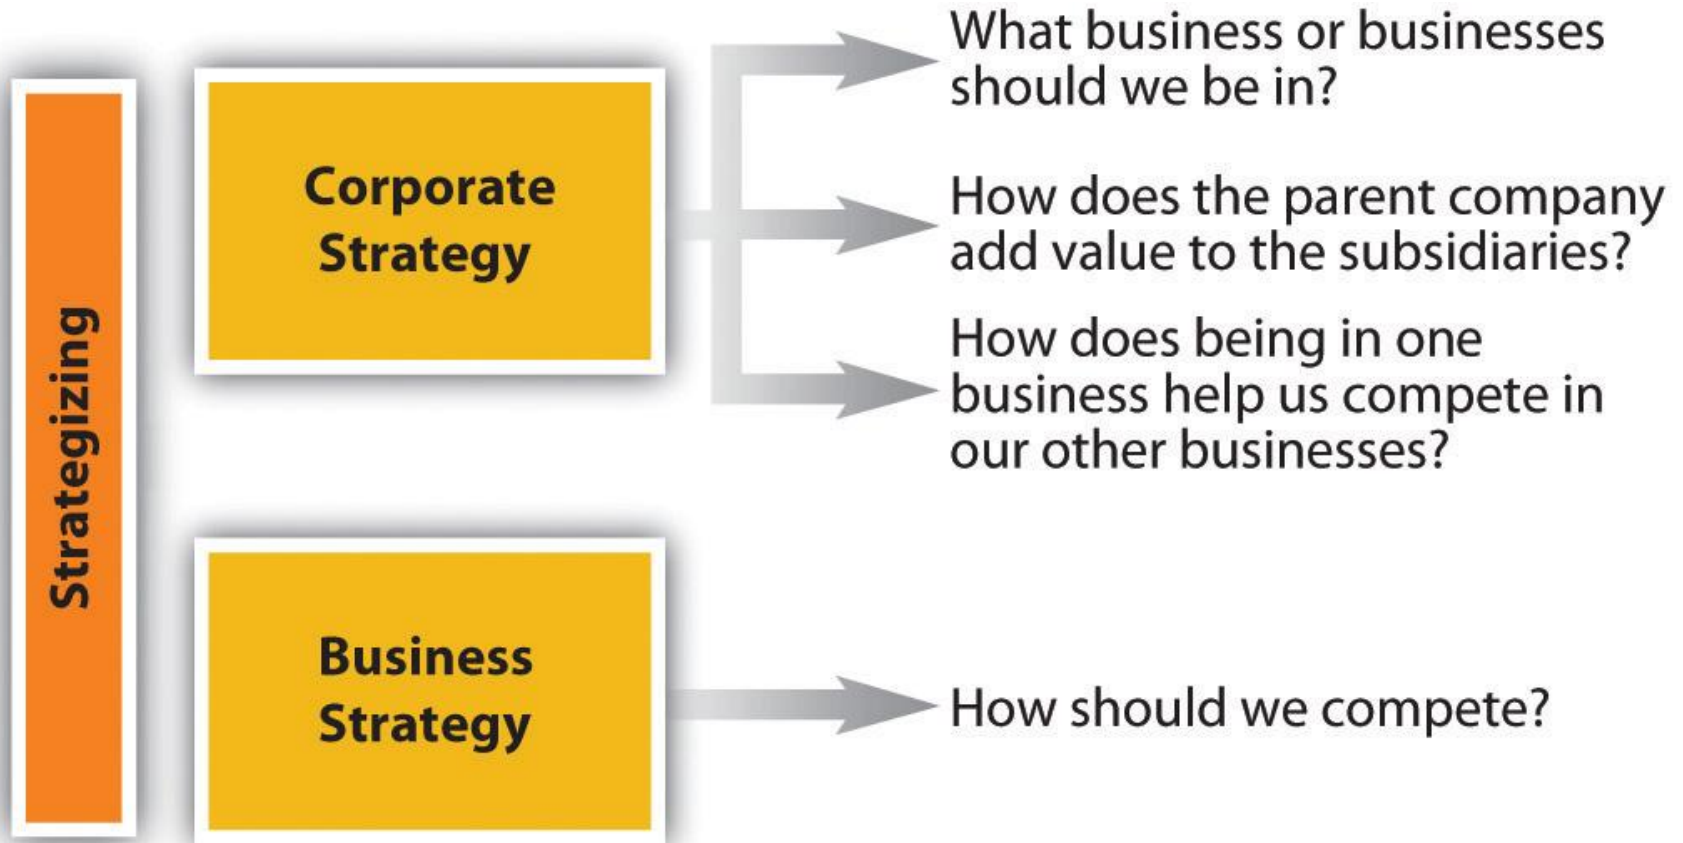 Strategizing
Corporate
Strategy
What business or businesses
should we be in?
How does the parent company
add value to the subsidiaries?
How does being in one
business help us compete in
our other businesses?
Business
Strategy
How should we compete?